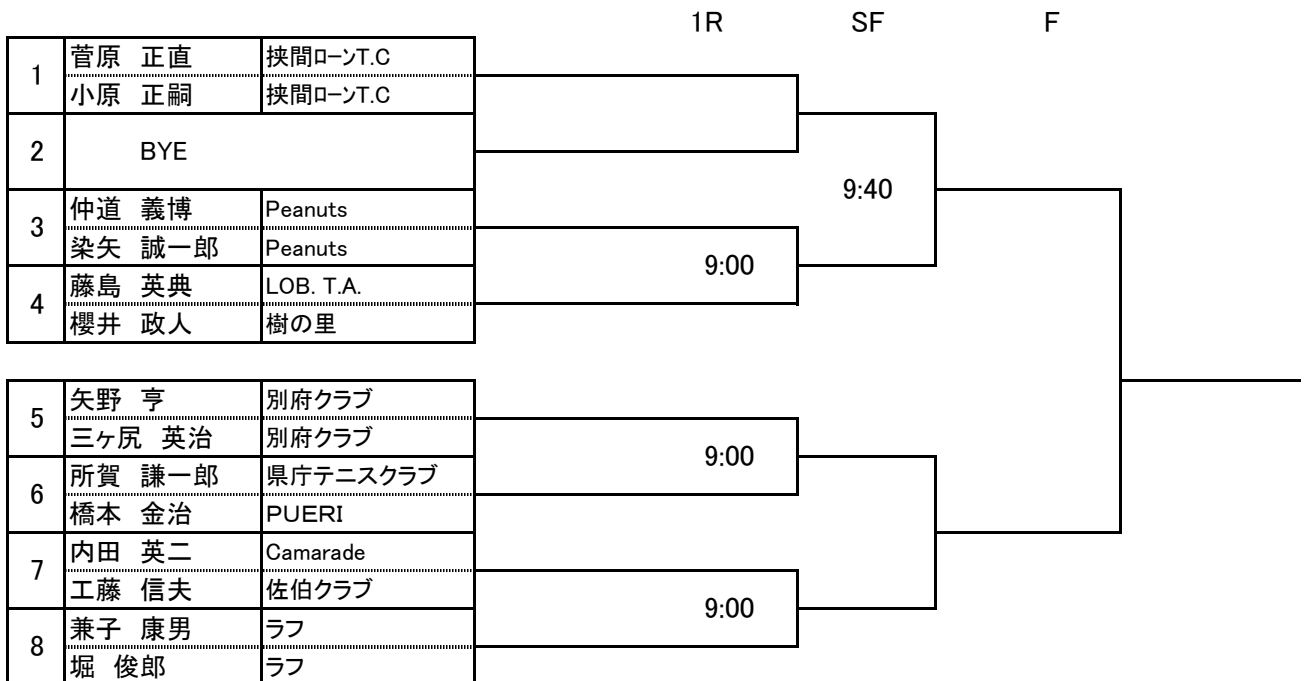 1R SF F
1 菅原 正直 挟間ローンT.C
小原 正嗣 挟間ローンT.C
2 BYE
9:40
3 仲道 義博 Peanuts
染矢 誠一郎 Peanuts
9:00
4 藤島 英典 LOB. T.A.
櫻井 政人 樹の里
5 矢野 亨 別府クラブ
三ヶ尻 英治 別府クラブ
9:00
6 所賀 謙一郎 県庁テニスクラブ
橋本 金治 PUERI
7 内田 英二 Camarade
工藤 信夫 佐伯クラブ
9:00
8 兼子 康男 ラフ
堀 俊郎 ラフ